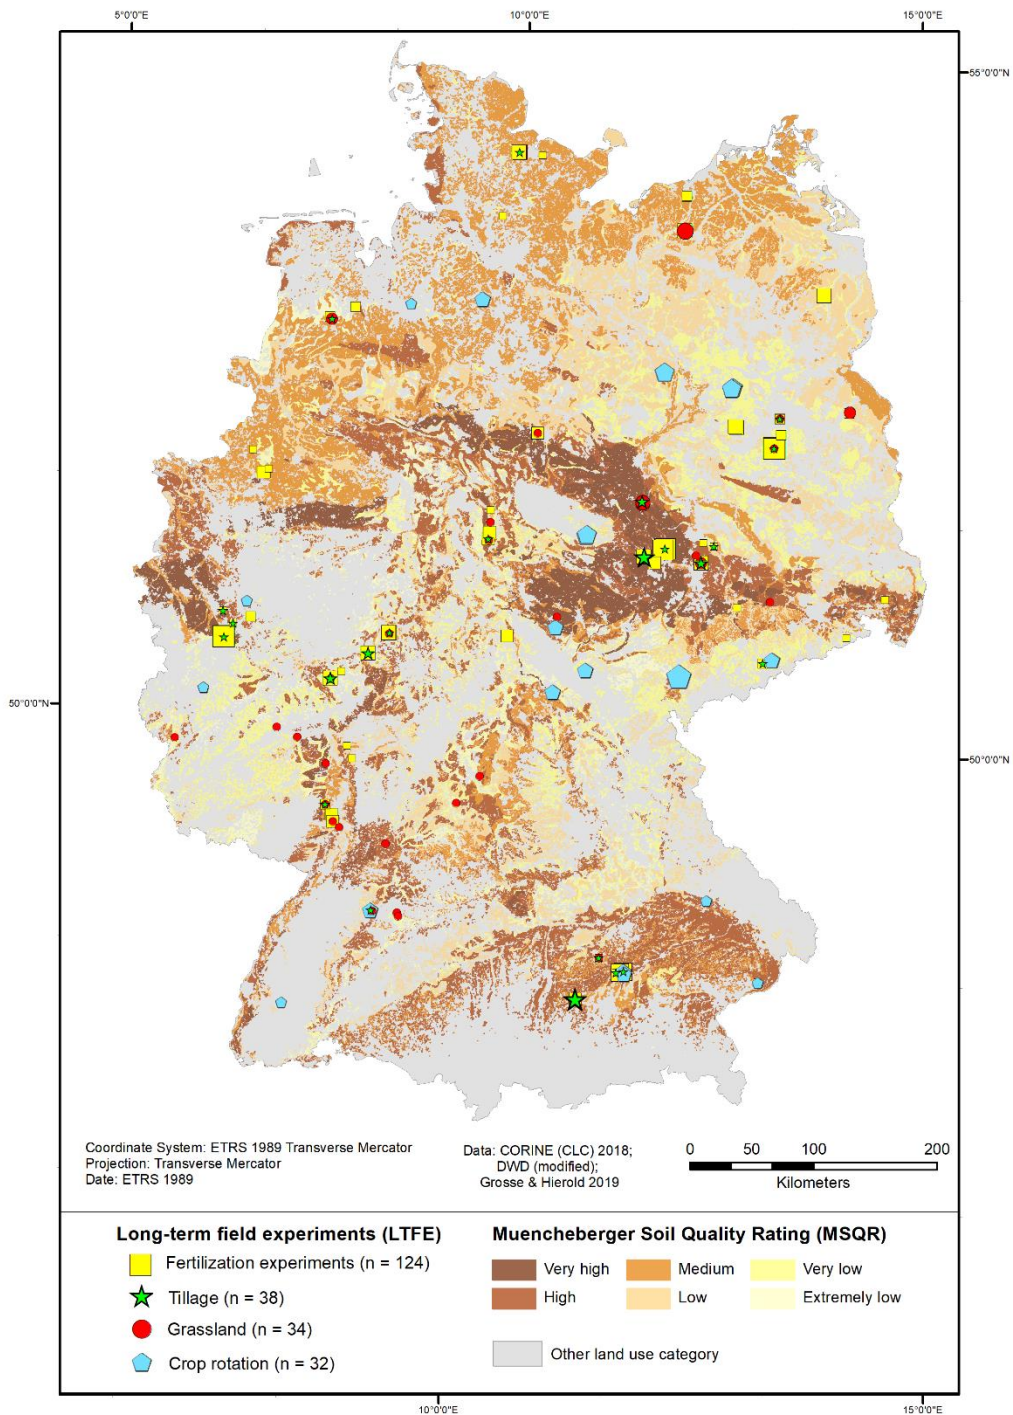 5°0'0"E
10°0'0"E
15°0'0"E
55°0'0"N
50°0'0"N
50°0'0"N
Coordinate System: ETRS 1989 Transverse Mercator
Projection: Transverse Mercator
Date: ETRS 1989
Data: CORINE (CLC) 2018;
DWD (modified);
Grosse & Hierold 2019
0 50 100 200
Kilometers
Long-term field experiments (LTFE)
Fertilization experiments (n = 124)
Tillage (n = 38)
Grassland (n = 34)
Crop rotation (n = 32)
Muencheberger Soil Quality Rating (MSQR)
Very high Medium Very low
High Low Extremely low
Other land use category
10°0'0"E
15°0'0"E